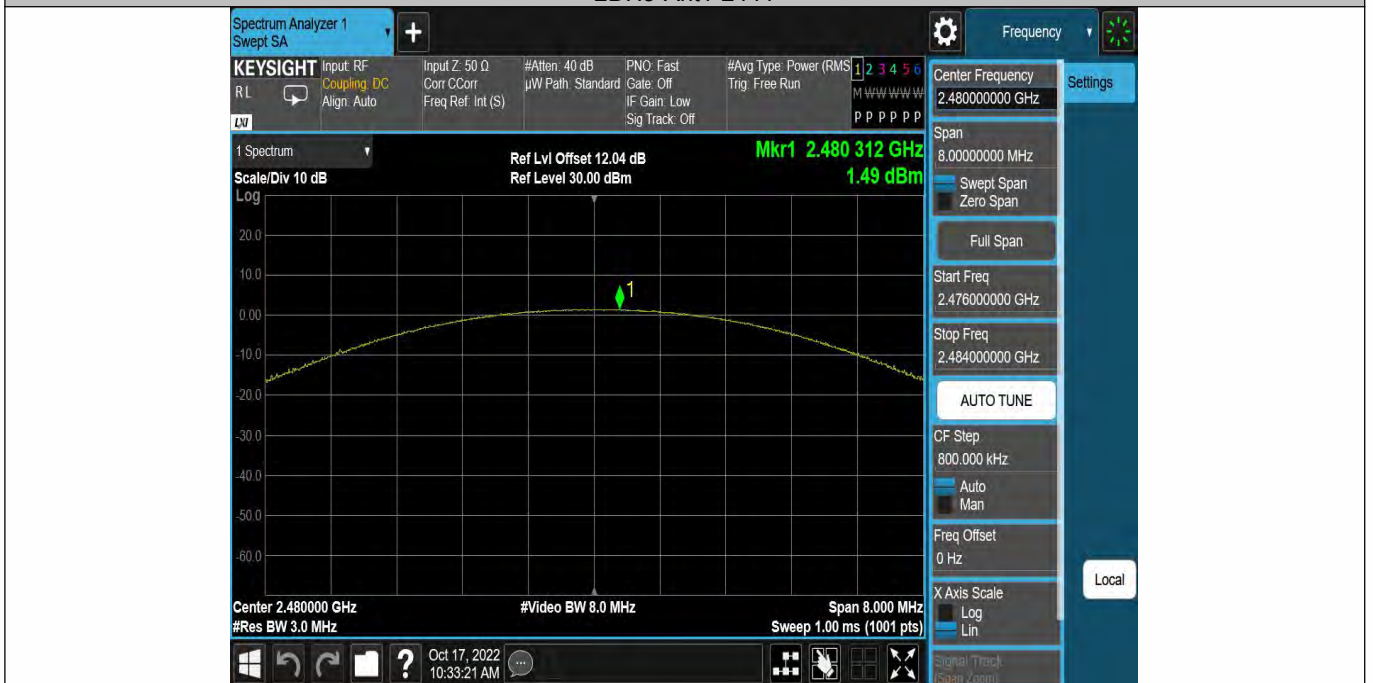 Spectrum Analyzer 1
Swept SA
+
Frequency
KEYSIGHT
RL
LXI
Input: RF
Coupling: DC
Align: Auto
Input Z: 50 Ω
Corr CCorr
Freq Ref: Int (S)
#Atten: 40 dB
µW Path: Standard
PNO: Fast
Gate: Off
IF Gain: Low
Sig Track: Off
#Avg Type: Power (RMS
Trig: Free Run
1 2 3 4 5 6
M W W W W W
P P P P P P
1 Spectrum
Scale/Div 10 dB
Log
Ref Lvl Offset 12.04 dB
Ref Level 30.00 dBm
Mkr1 2.480 312 GHz
1.49 dBm
20.0
10.0
0.00
-10.0
-20.0
-30.0
-40.0
-50.0
-60.0
1
Center 2.480000 GHz
#Res BW 3.0 MHz
#Video BW 8.0 MHz
Span 8.000 MHz
Sweep 1.00 ms (1001 pts)
Center Frequency
2.480000000 GHz
Settings
Span
8.00000000 MHz
Swept Span
Zero Span
Full Span
Start Freq
2.476000000 GHz
Stop Freq
2.484000000 GHz
AUTO TUNE
CF Step
800.000 kHz
Auto
Man
Freq Offset
0 Hz
X Axis Scale
Log
Lin
Signal Track
(Span Zoom)
Local
?
Oct 17, 2022
10:33:21 AM